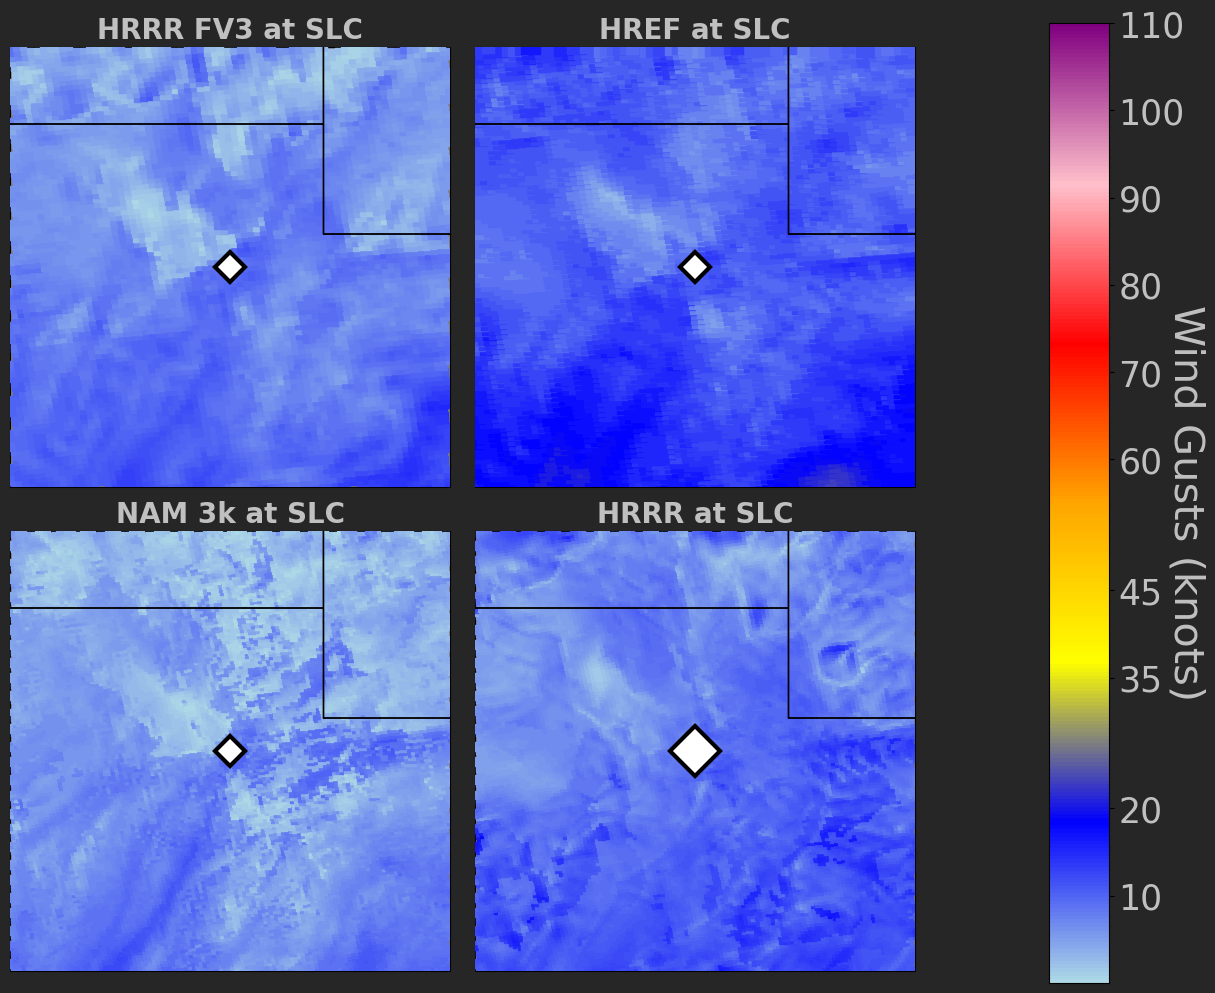 HRRR FV3 at SLC
HREF at SLC
NAM 3k at SLC
HRRR at SLC
110
100
90
80
70
60
45
35
20
10
Wind Gusts (knots)